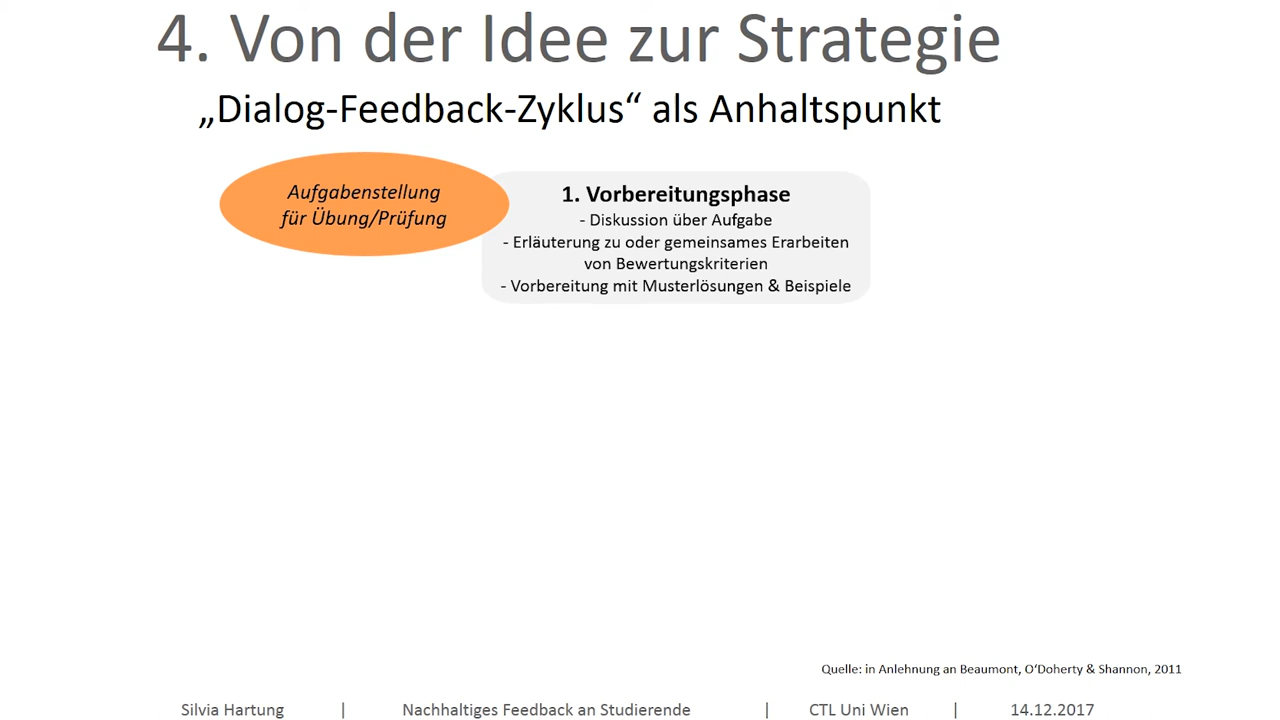 4. Von der Idee zur Strategie
„Dialog-Feedback-Zyklus“ als Anhaltspunkt
Aufgabenstellung
für Übung/Prüfung
1. Vorbereitungsphase
- Diskussion über Aufgabe
- Erläuterung zu oder gemeinsames Erarbeiten
von Bewertungskriterien
- Vorbereitung mit Musterlösungen & Beispiele
Quelle: in Anlehnung an Beaumont, O’Doherty & Shannon, 2011
Silvia Hartung | Nachhaltiges Feedback an Studierende | CTL Uni Wien | 14.12.2017